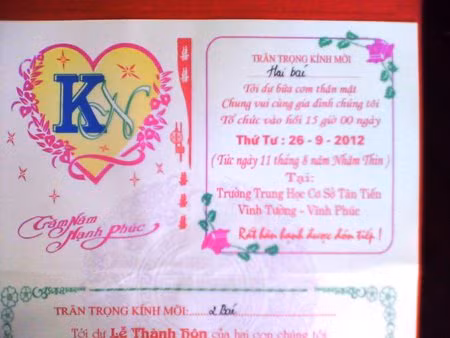 KN
Trăm Năm
Hạnh Phúc
TRÂN TRỌNG KÍNH MỜI
Hai bái
Tới dự bữa cơm thân mật
Chung vui cùng gia đình chúng tôi
Tổ chức vào hồi 15 giờ 00 ngày
Thứ Tư : 26 - 9 - 2012
( Tức ngày 11 tháng 8 năm Nhâm Thìn )
Tại:
Trường Trung Học Cơ Sở Tân Tiến
Vĩnh Tường - Vĩnh Phúc
Rất hân hạnh được đón tiếp !
TRÂN TRỌNG KÍNH MỜI:
Tới dự Lễ Thành Hôn của hai con chúng tôi